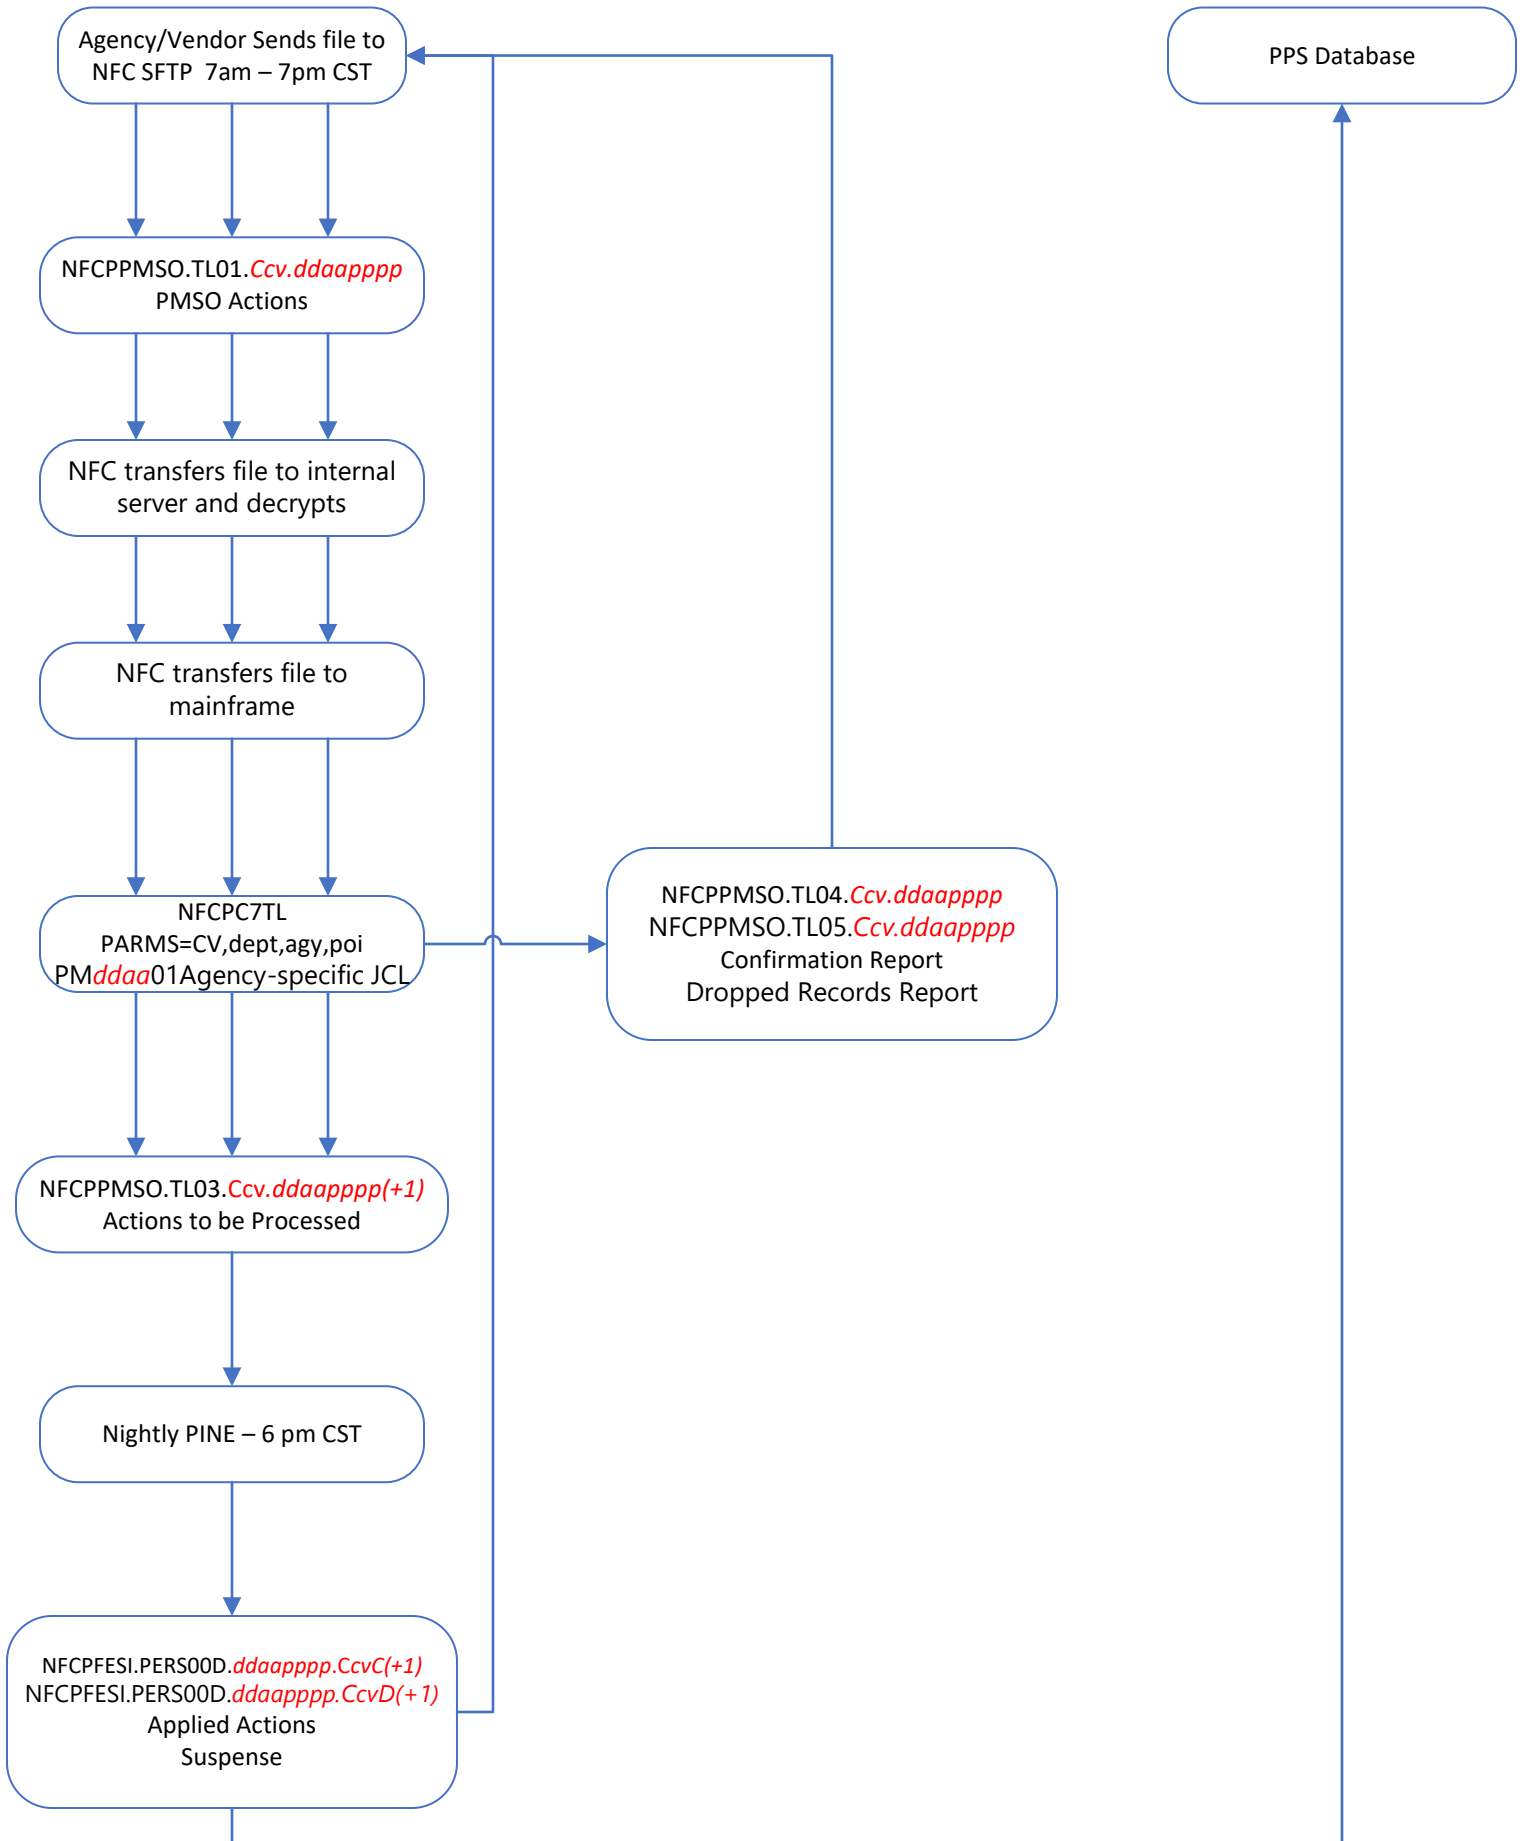 Agency/Vendor Sends file to
NFC SFTP 7am – 7pm CST
PPS Database
NFCPPMSO.TL01.Ccv.ddaapppp
PMSO Actions
NFC transfers file to internal
server and decrypts
NFC transfers file to
mainframe
NFCPC7TL
PARMS=CV,dept,agy,poi
PMddaa01Agency-specific JCL
NFCPPMSO.TL04.Ccv.ddaapppp
NFCPPMSO.TL05.Ccv.ddaapppp
Confirmation Report
Dropped Records Report
NFCPPMSO.TL03.Ccv.ddaapppp(+1)
Actions to be Processed
Nightly PINE – 6 pm CST
NFCPFESI.PERS00D.ddaapppp.CcvC(+1)
NFCPFESI.PERS00D.ddaapppp.CcvD(+1)
Applied Actions
Suspense